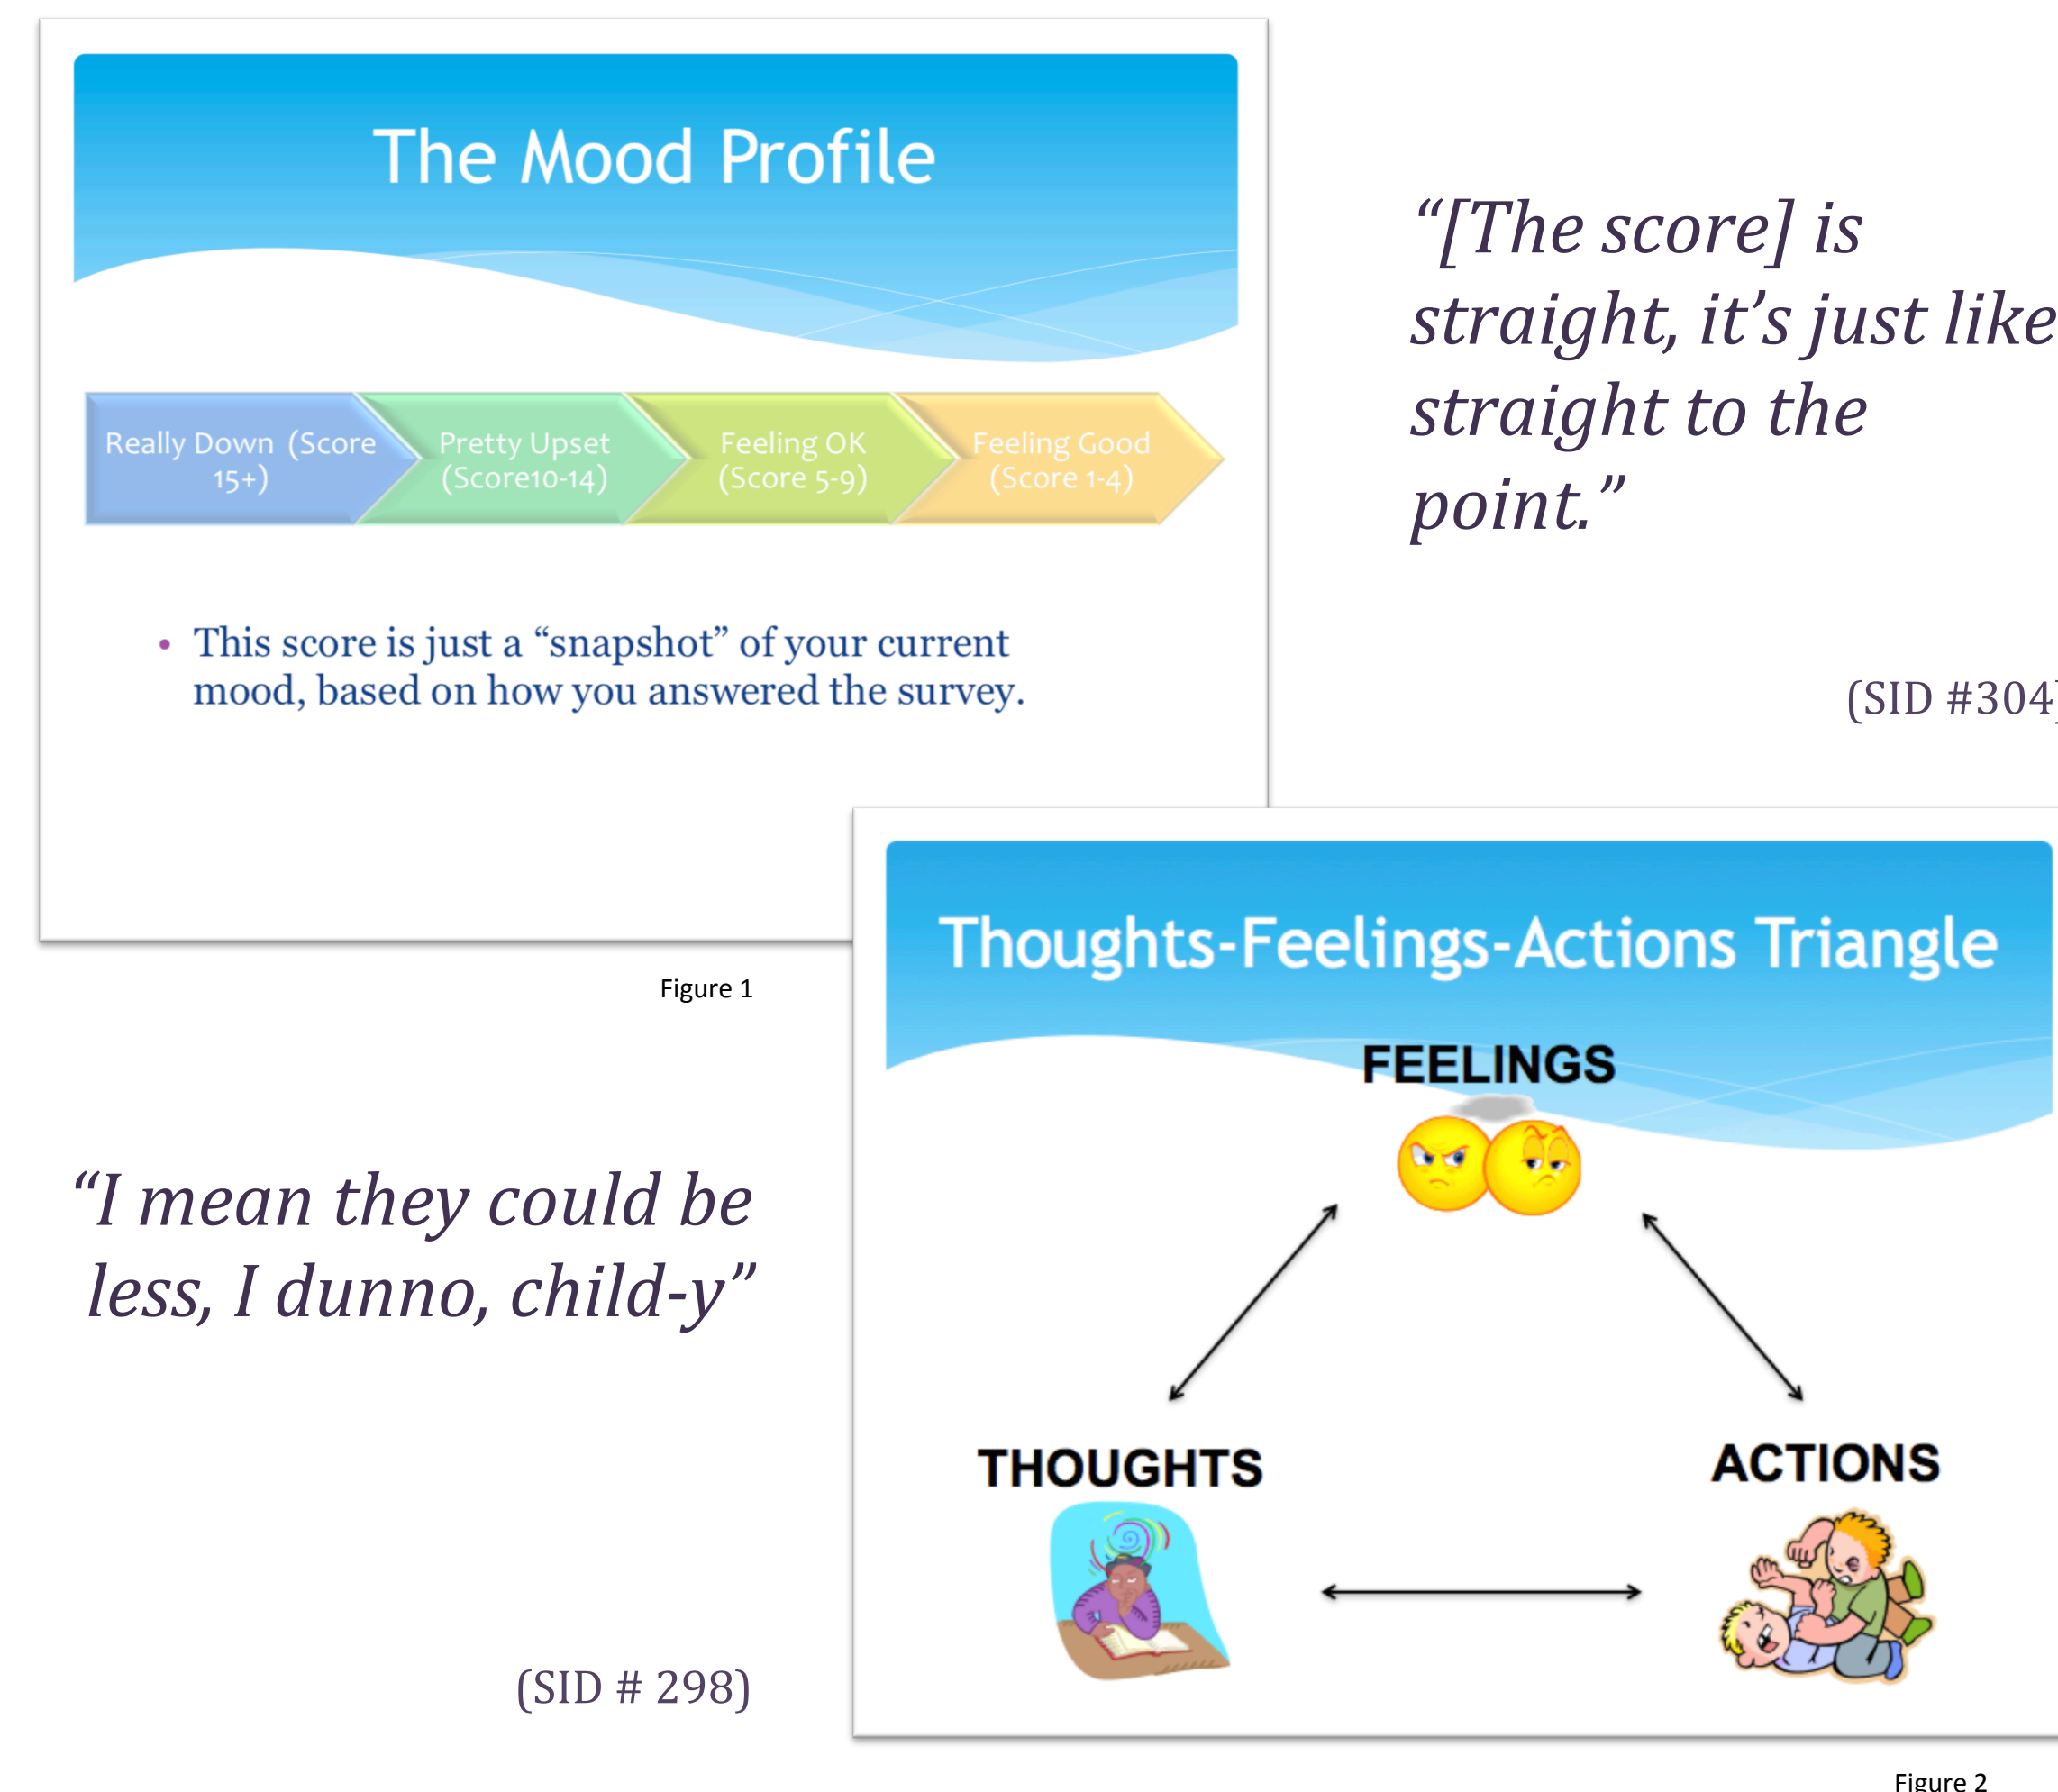 The Mood Profile
Really Down (Score
15+)
Pretty Upset
(Score10-14)
Feeling OK
(Score 5-9)
Feeling Good
(Score 1-4)
• This score is just a “snapshot” of your current
mood, based on how you answered the survey.
Figure 1
“[The score] is
straight, it’s just like
straight to the
point.”
(SID #304)
“I mean they could be
less, I dunno, child-y”
(SID # 298)
Thoughts-Feelings-Actions Triangle
FEELINGS
THOUGHTS
ACTIONS
Figure 2